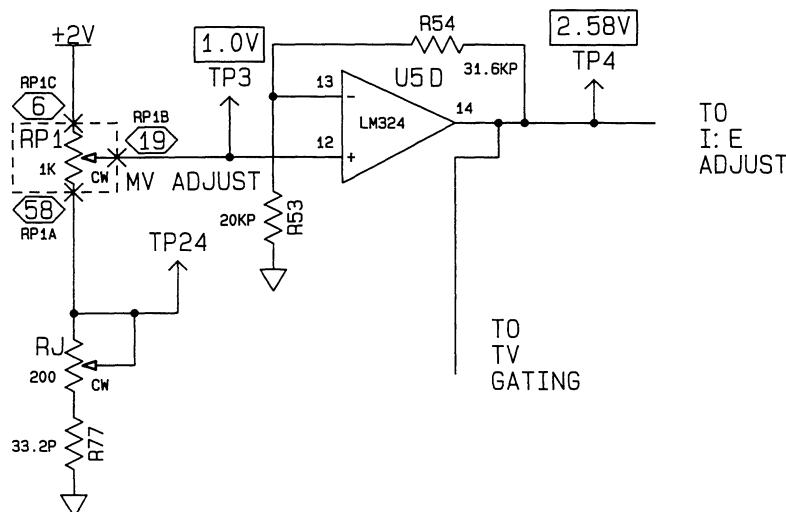 +2V
1.0V
TP3
R54
31.6KP
2.58V
TP4
U5D
13
-
LM324
14
12
+
RP1C
6
RP1
1K
CW
RP1B
19
MV ADJUST
58
RP1A
20KP
R53
TO
I:E
ADJUST
TP24
RJ
200
CW
TO
TV
GATING
33.2P
R77